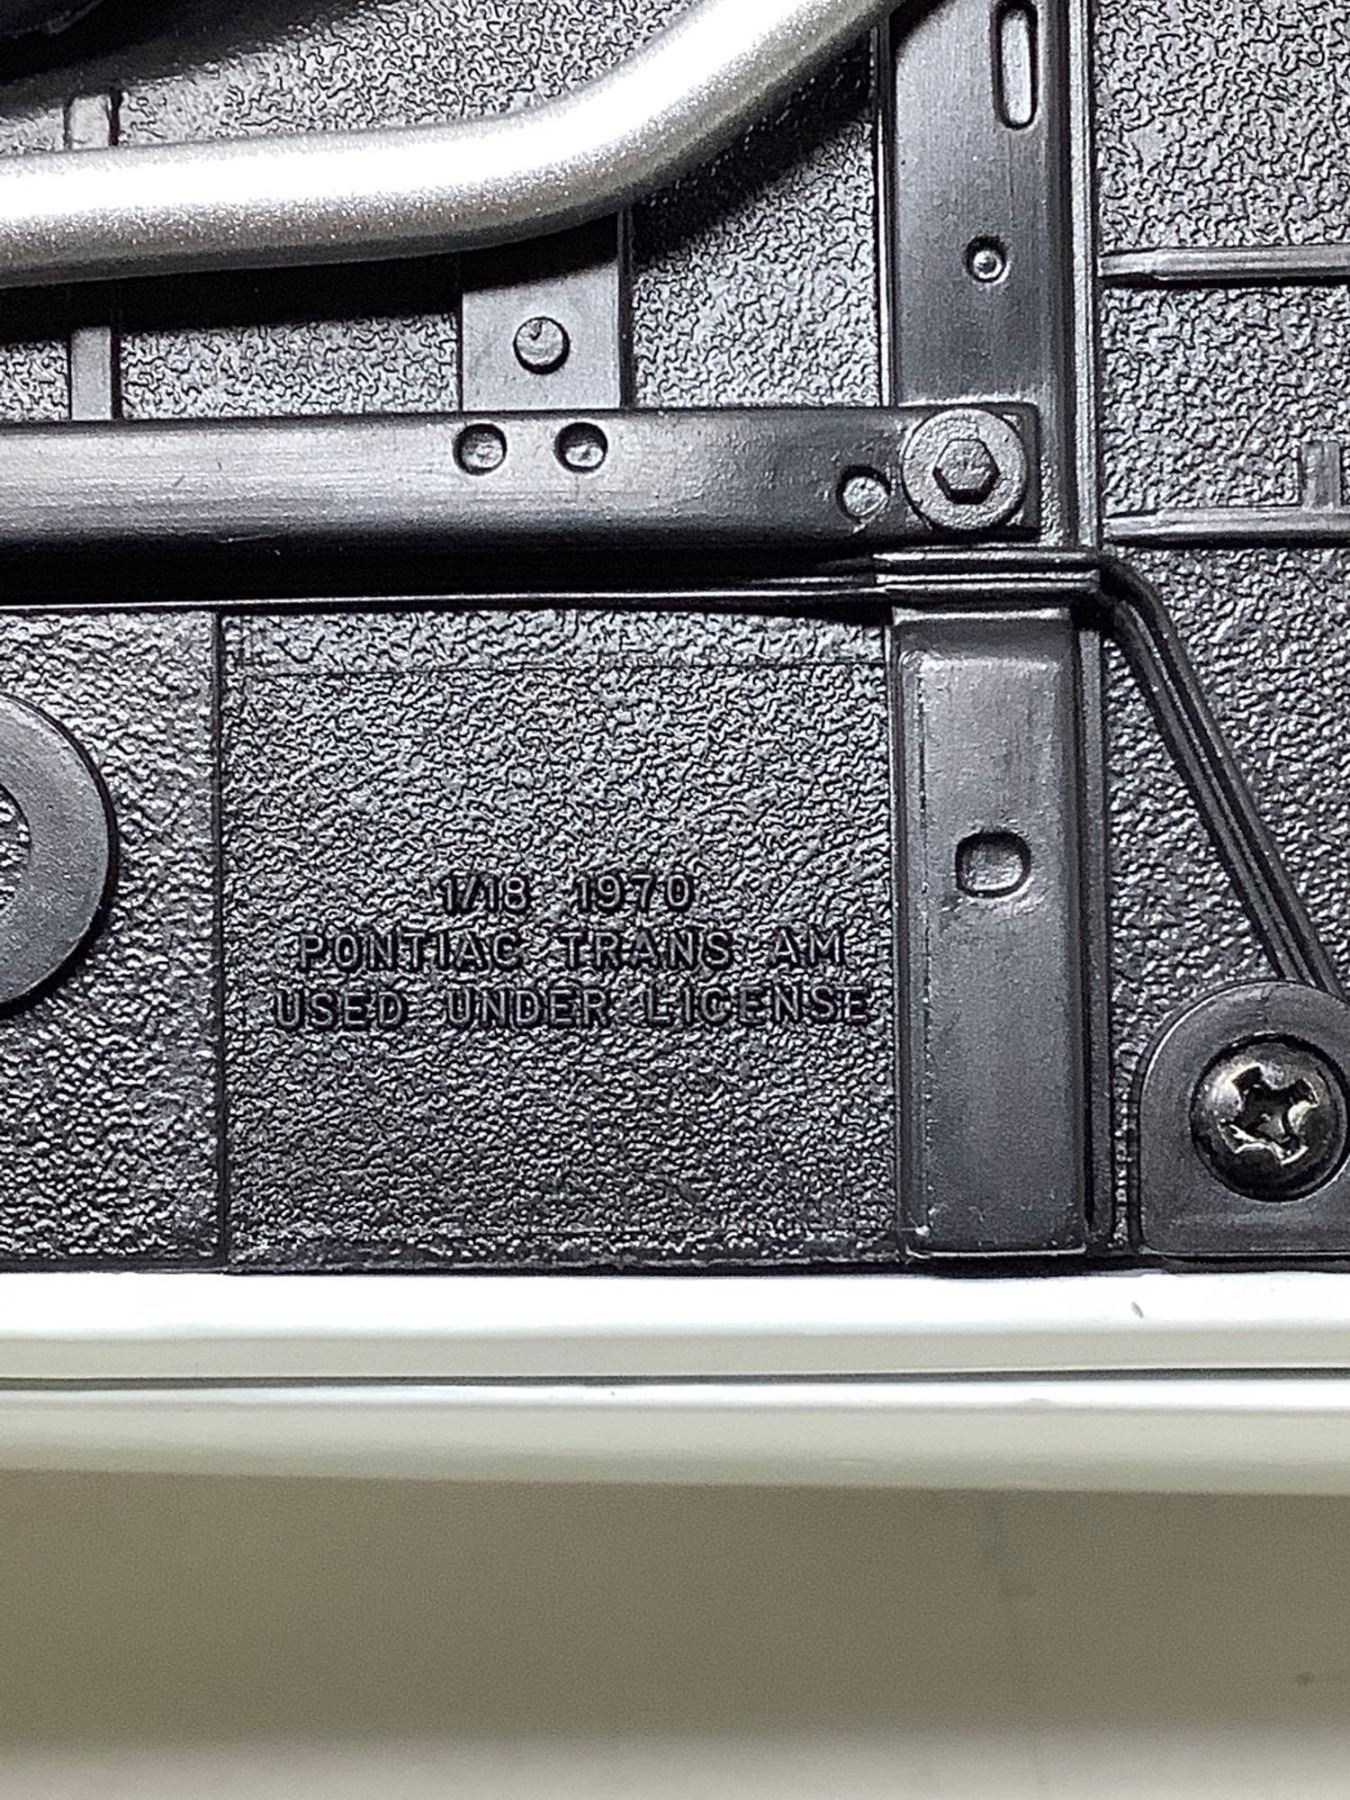 1/18 1970
PONTIAC TRANS AM
USED UNDER LICENSE